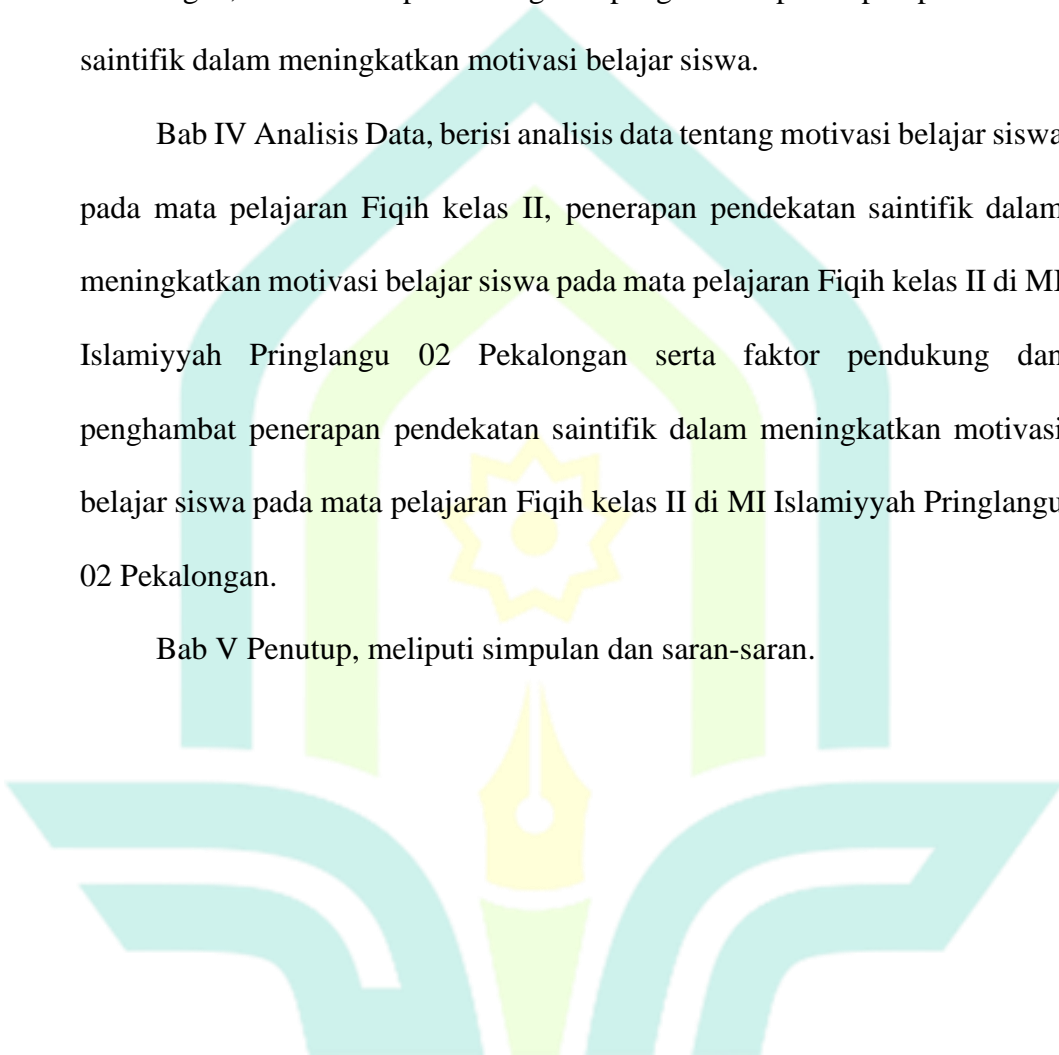 saintifik dalam meningkatkan motivasi belajar siswa.
Bab IV Analisis Data, berisi analisis data tentang motivasi belajar siswa
pada mata pelajaran Fiqih kelas II, penerapan pendekatan saintifik dalam
meningkatkan motivasi belajar siswa pada mata pelajaran Fiqih kelas II di MI
Islamiyyah Pringlangu 02 Pekalongan serta faktor pendukung dan
penghambat penerapan pendekatan saintifik dalam meningkatkan motivasi
belajar siswa pada mata pelajaran Fiqih kelas II di MI Islamiyyah Pringlangu
02 Pekalongan.
Bab V Penutup, meliputi simpulan dan saran-saran.